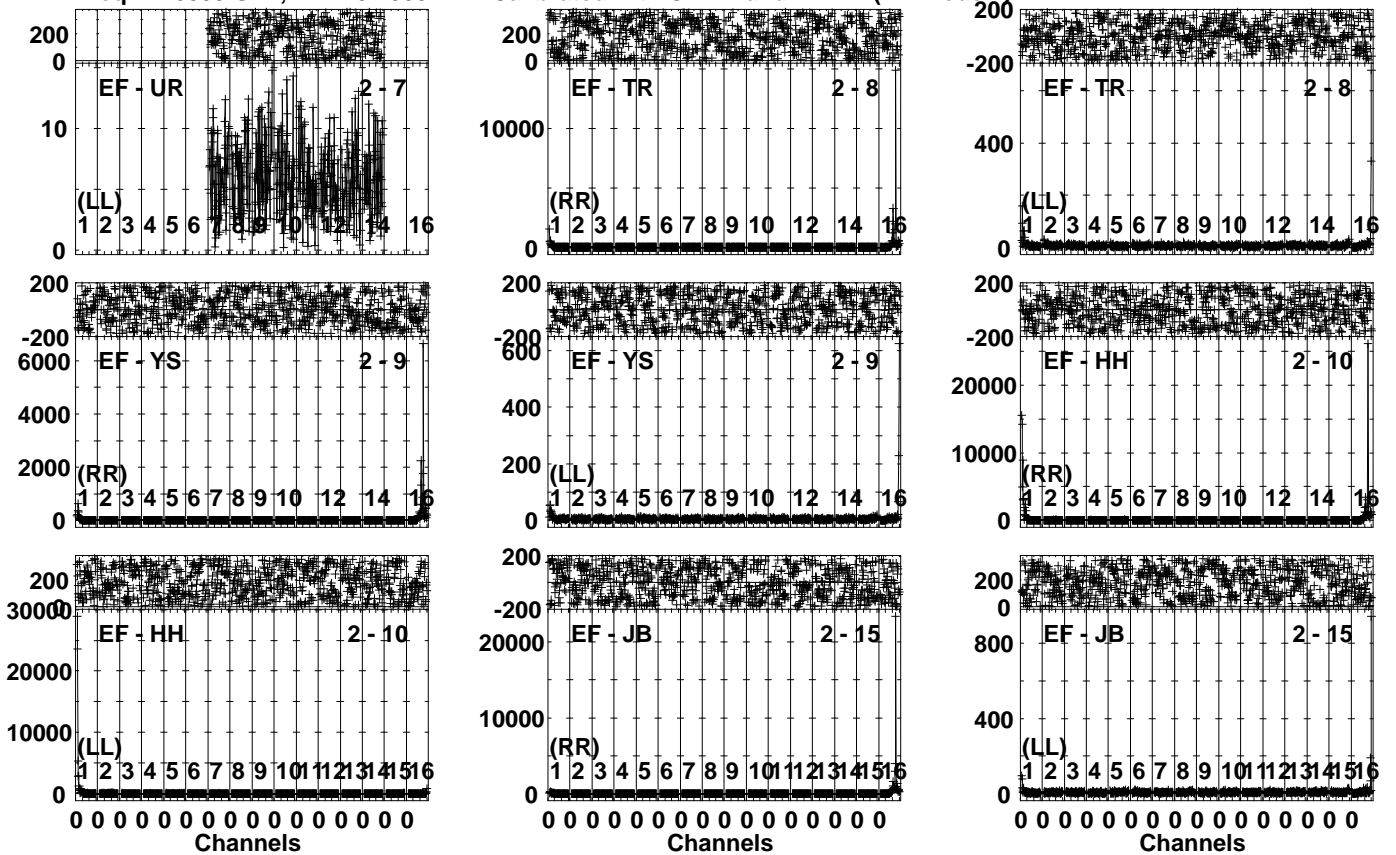 200 200 200
0 0 -200
EF - UR 2 - 7 EF - TR 2 - 8 EF - TR 2 - 8
10 10000 400
(LL) (RR) (LL)
1 2 3 4 5 6 7 8 9 10 12 14 16 1 2 3 4 5 6 7 8 9 10 12 14 16 1 2 3 4 5 6 7 8 9 10 12 14 16
0 0 0
200 200 200
-200 -200 -200
EF - YS 2 - 9 EF - YS 2 - 9 EF - HH 2 - 10
6000 600 20000
4000 400 10000
2000 200
(RR) (LL) (RR)
1 2 3 4 5 6 7 8 9 10 12 14 16 1 2 3 4 5 6 7 8 9 10 12 14 16 1 2 3 4 5 6 7 8 9 10 12 14 16
0 0 0
200 200 200
0 -200 0
30000
EF - HH 2 - 10 EF - JB 2 - 15 EF - JB 2 - 15
20000 20000 800
10000 10000 400
(LL) (RR) (LL)
1 2 3 4 5 6 7 8 9 10 11 12 13 14 15 16 1 2 3 4 5 6 7 8 9 10 11 12 13 14 15 16 1 2 3 4 5 6 7 8 9 10 11 12 13 14 15 16
0 0 0
0 0 0 0 0 0 0 0 0 0 0 0 0 0 0 0 0 0 0 0 0 0 0 0 0 0 0 0 0 0 0 0 0 0 0 0 0 0 0 0 0 0 0 0 0 0 0 0
Channels Channels Channels